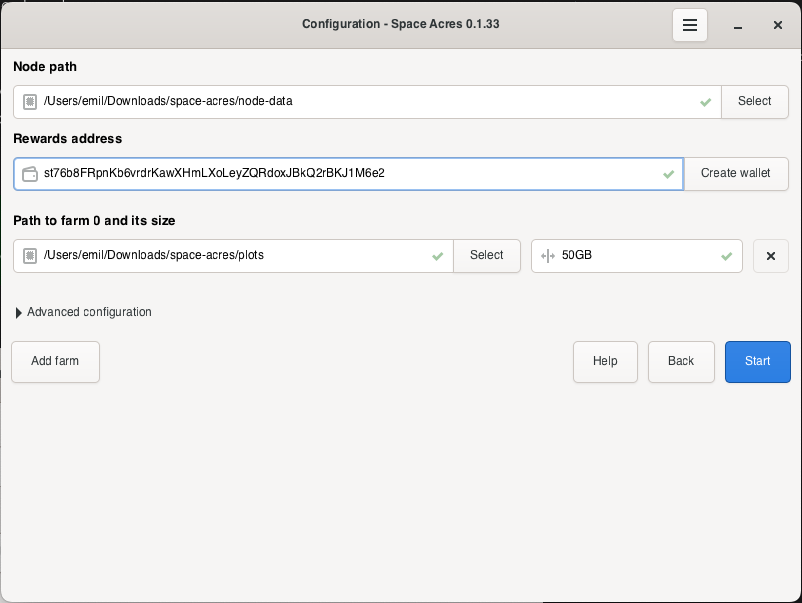 Configuration - Space Acres 0.1.33
Node path
/Users/emil/Downloads/space-acres/node-data
Select
Rewards address
st76b8FRpnKb6vrdrKawXHmLXoLeyZQRdoxJBkQ2rBKJ1M6e2
Create wallet
Path to farm 0 and its size
/Users/emil/Downloads/space-acres/plots
Select
50GB
Advanced configuration
Add farm
Help
Back
Start